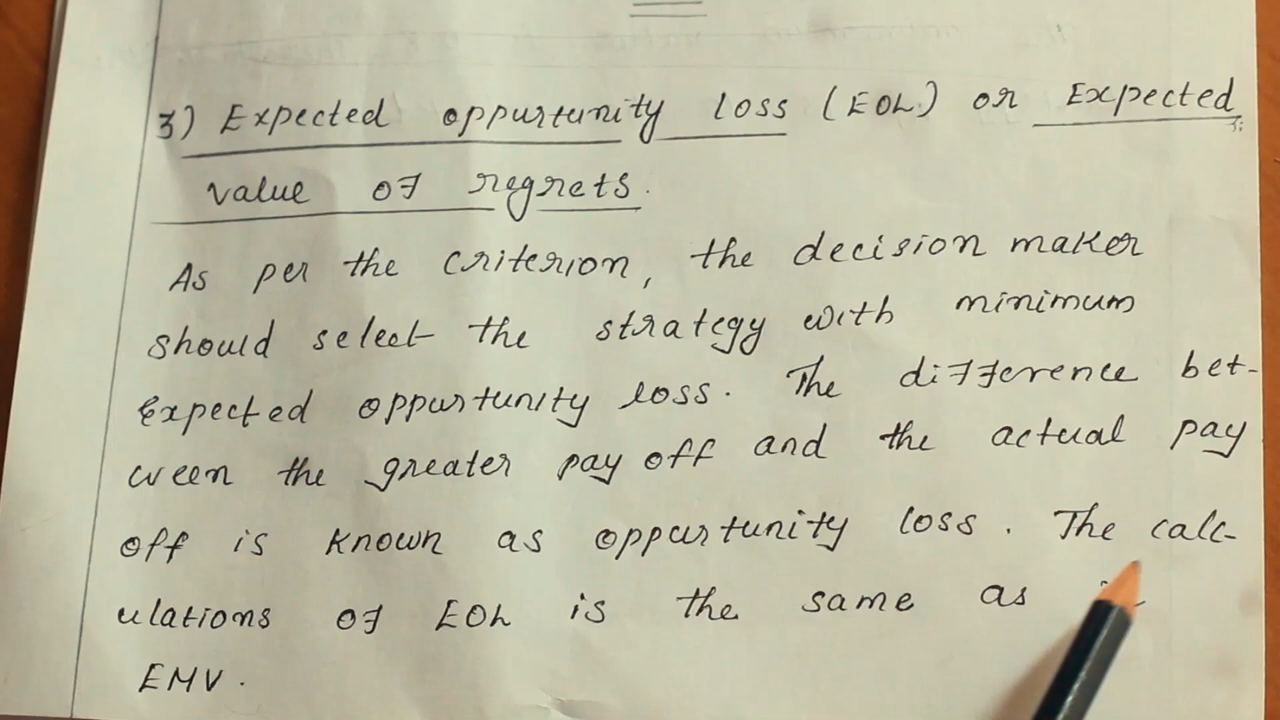 3) Expected oppurtunity loss (EOL) or Expected
value of regrets.
As per the criterion, the decision maker
should select the strategy with minimum
Expected oppurtunity loss. The difference bet-
ween the greater pay off and the actual pay
off is known as oppurtunity loss. The calc-
ulations of EOL is the same as
EMV.